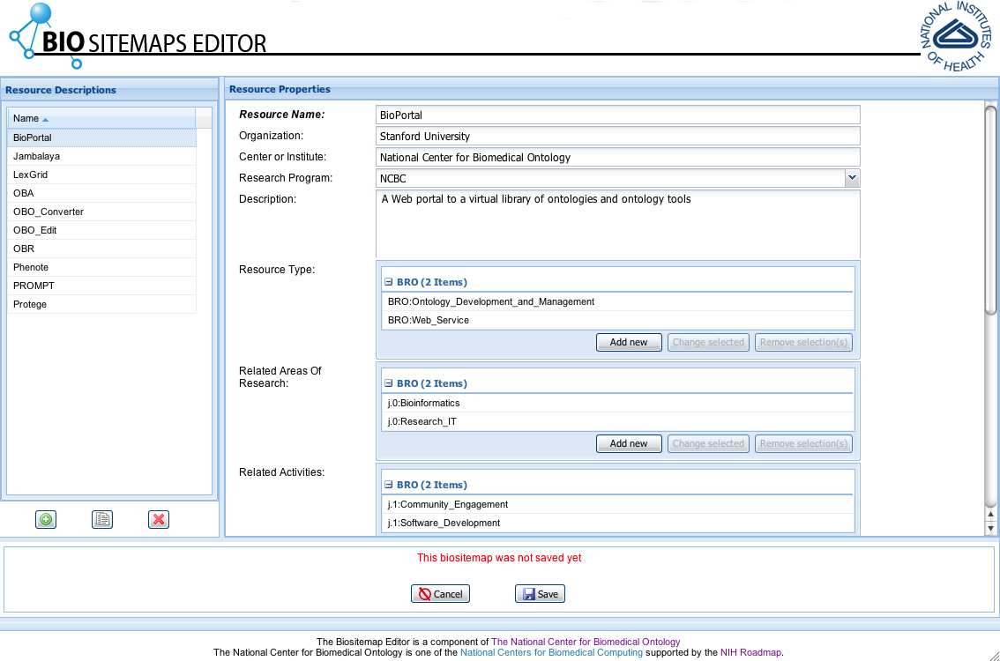 BIO SITEMAPS EDITOR
NATIONAL INSTITUTES OF HEALTH
Resource Descriptions
Name
BioPortal
Jambalaya
LexGrid
OBA
OBO_Converter
OBO_Edit
OBR
Phenote
PROMPT
Protege
Resource Properties
Resource Name: BioPortal
Organization: Stanford University
Center or Institute: National Center for Biomedical Ontology
Research Program: NCBC
Description: A Web portal to a virtual library of ontologies and ontology tools
Resource Type:
BRO (2 Items)
BRO:Ontology_Development_and_Management
BRO:Web_Service
Add new Change selected Remove selection(s)
Related Areas Of
Research:
BRO (2 Items)
j.0:Bioinformatics
j.0:Research_IT
Add new Change selected Remove selection(s)
Related Activities:
BRO (2 Items)
j.1:Community_Engagement
j.1:Software_Development
This biositemap was not saved yet
Cancel Save
The Biositemap Editor is a component of The National Center for Biomedical Ontology
The National Center for Biomedical Ontology is one of the National Centers for Biomedical Computing supported by the NIH Roadmap.